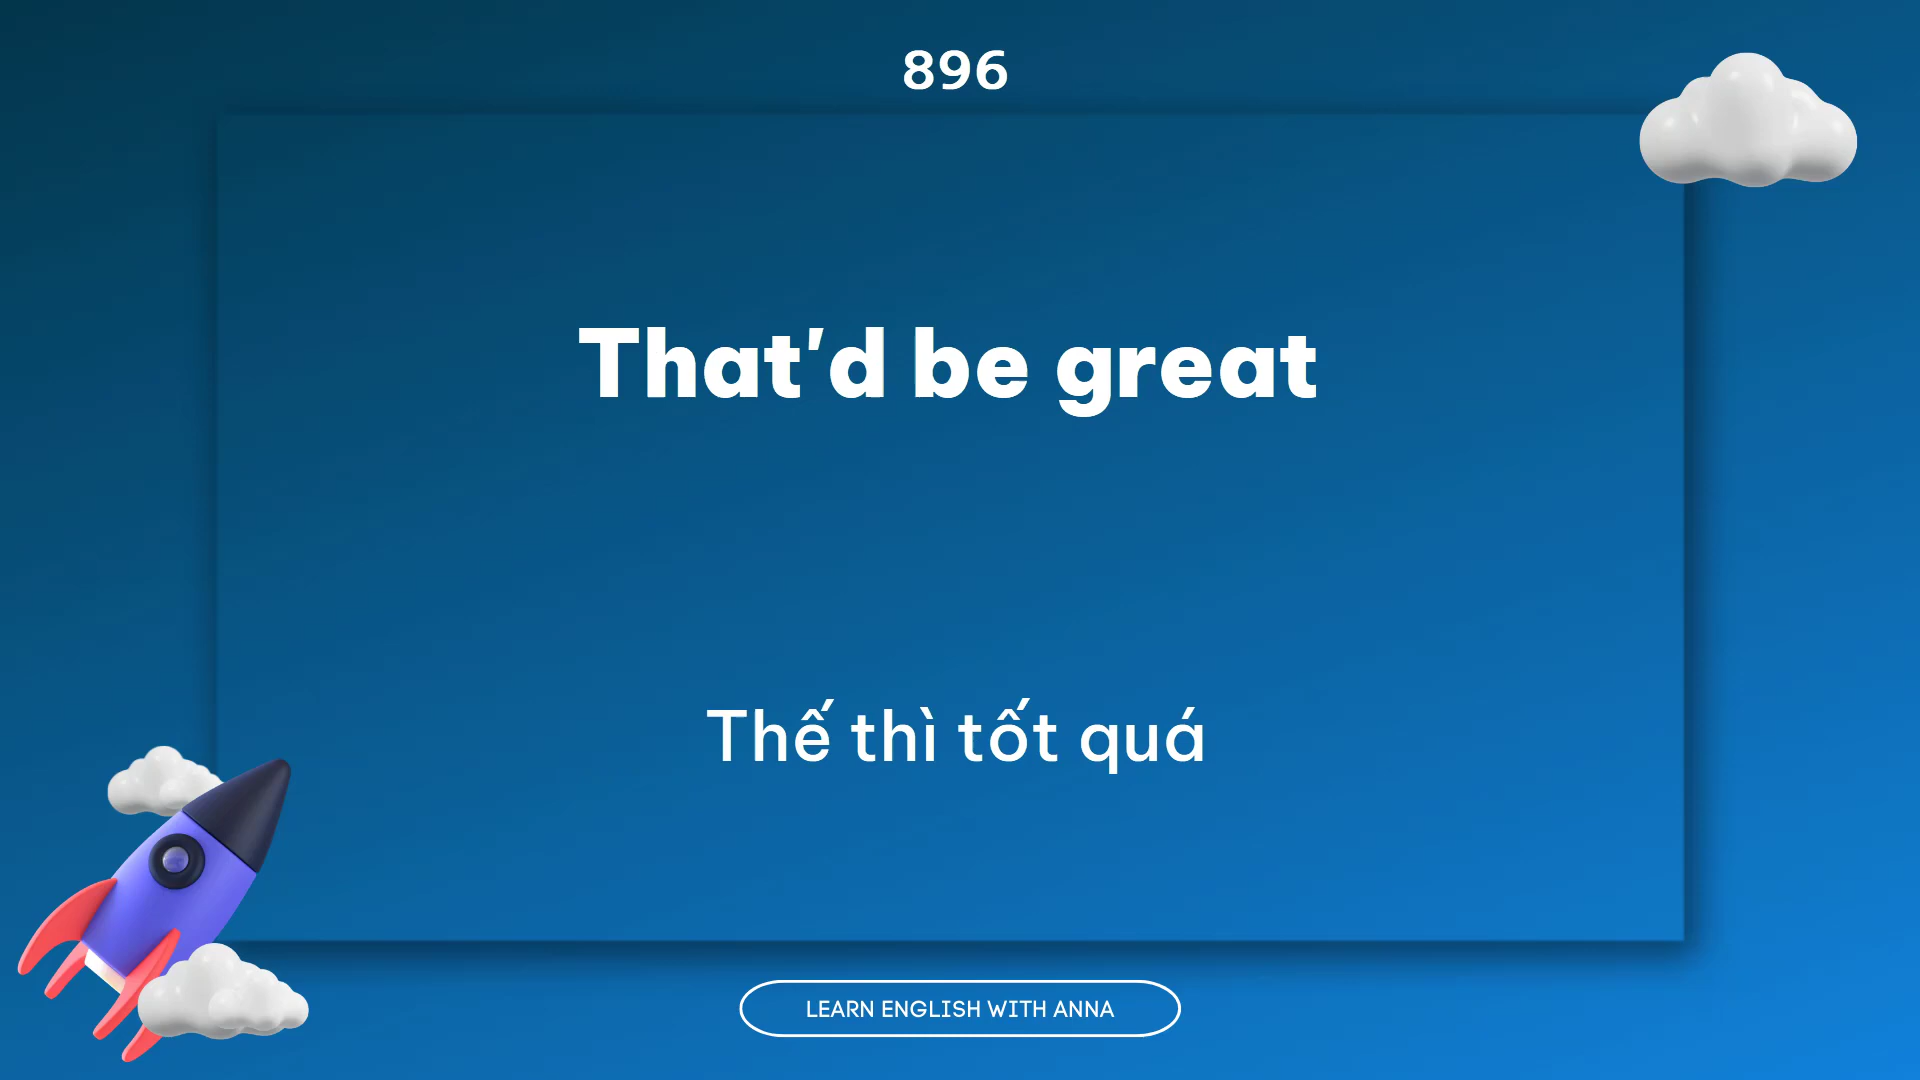 896
That'd be great
Thế thì tốt quá
LEARN ENGLISH WITH ANNA